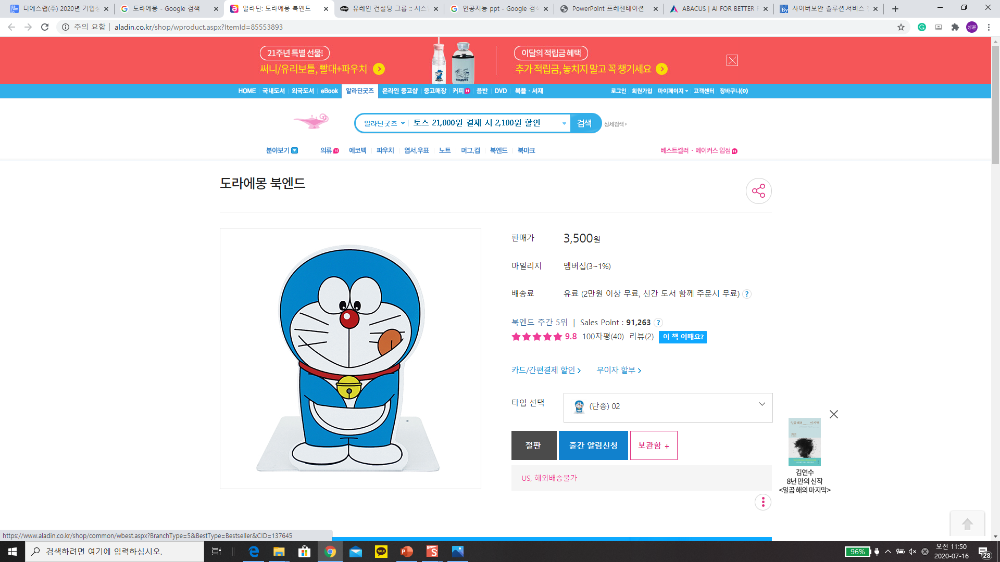 디에스랩(주) 2020년 기업정
도라에몽 - Google 검색
알라딘: 도라에몽 북엔드
유레인 컨설팅 그룹 :: 시스
인공지능 ppt - Google 검
PowerPoint 프레젠테이션
ABACUS | AI FOR BETTER
사이버보안 솔루션·서비스
주의 요함 | aladin.co.kr/shop/wproduct.aspx?ItemId=85553893
성윤
21주년 특별 선물!
써니/유리보틀, 빨대+파우치
PEANUTS
이달의 적립금 혜택
추가 적립금, 놓치지 말고 꼭 챙기세요
HOME 국내도서 외국도서 eBook 알라딘굿즈 온라인 중고샵 중고매장 커피 N 음반 DVD 북플·서재
로그인 회원가입 마이페이지 고객센터 장바구니(0)
알라딘굿즈 | 토스 21,000원 결제 시 2,100원 할인 검색 상세검색
분야보기 의류 N 에코백 파우치 엽서.우표 노트 머그.컵 북엔드 북마크
베스트셀러 · 메이커스 입점 N
도라에몽 북엔드
판매가 3,500원
마일리지 멤버십(3~1%)
배송료 유료 (2만원 이상 무료, 신간 도서 함께 주문시 무료) ?
북엔드 주간 5위 | Sales Point : 91,263 ?
9.8 100자평(40) 리뷰(2) 이 책 어때요?
카드/간편결제 할인 무이자 할부
타입 선택 (단종) 02
절판 출간 알림신청 보관함 +
US, 해외배송불가
일곱 해의 마지막
김연수
8년 만의 신작
<일곱 해의 마지막>
https://www.aladin.co.kr/shop/common/wbest.aspx?BranchType=5&BestType=Bestseller&CID=137645
검색하려면 여기에 입력하십시오.
TALK
96%
오전 11:50
2020-07-16
28